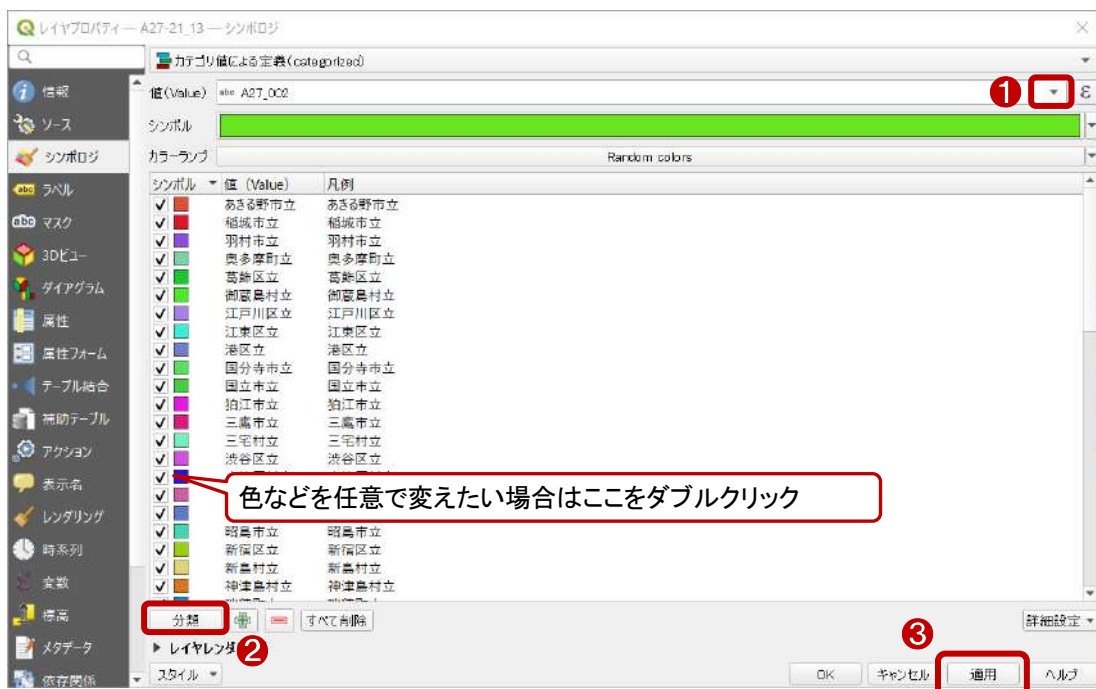 レイヤプロパティ — A27-21_13 — シンボロジ
カテゴリ値による定義(categorized)
情報
値(Value) abc A27_002
1
ε
ソース
シンボル
シンボロジ
カラーランプ Random colors
abc ラベル
シンボル 値 (Value) 凡例
あきる野市立 あきる野市立
abc マスク
稲城市立 稲城市立
羽村市立 羽村市立
3Dビュー
奥多摩町立 奥多摩町立
葛飾区立 葛飾区立
ダイアグラム
御蔵島村立 御蔵島村立
属性
江戸川区立 江戸川区立
江東区立 江東区立
属性フォーム
港区立 港区立
国分寺市立 国分寺市立
テーブル結合
国立市立 国立市立
狛江市立 狛江市立
補助テーブル
三鷹市立 三鷹市立
三宅村立 三宅村立
アクション
渋谷区立 渋谷区立
表示名
色などを任意で変えたい場合はここをダブルクリック
レンダリング
昭島市立 昭島市立
時系列
新宿区立 新宿区立
新島村立 新島村立
変数
神津島村立 神津島村立
標高
分類 すべて削除 詳細設定
2
3
メタデータ
レイヤレンダ
依存関係
スタイル OK キャンセル 適用 ヘルプ